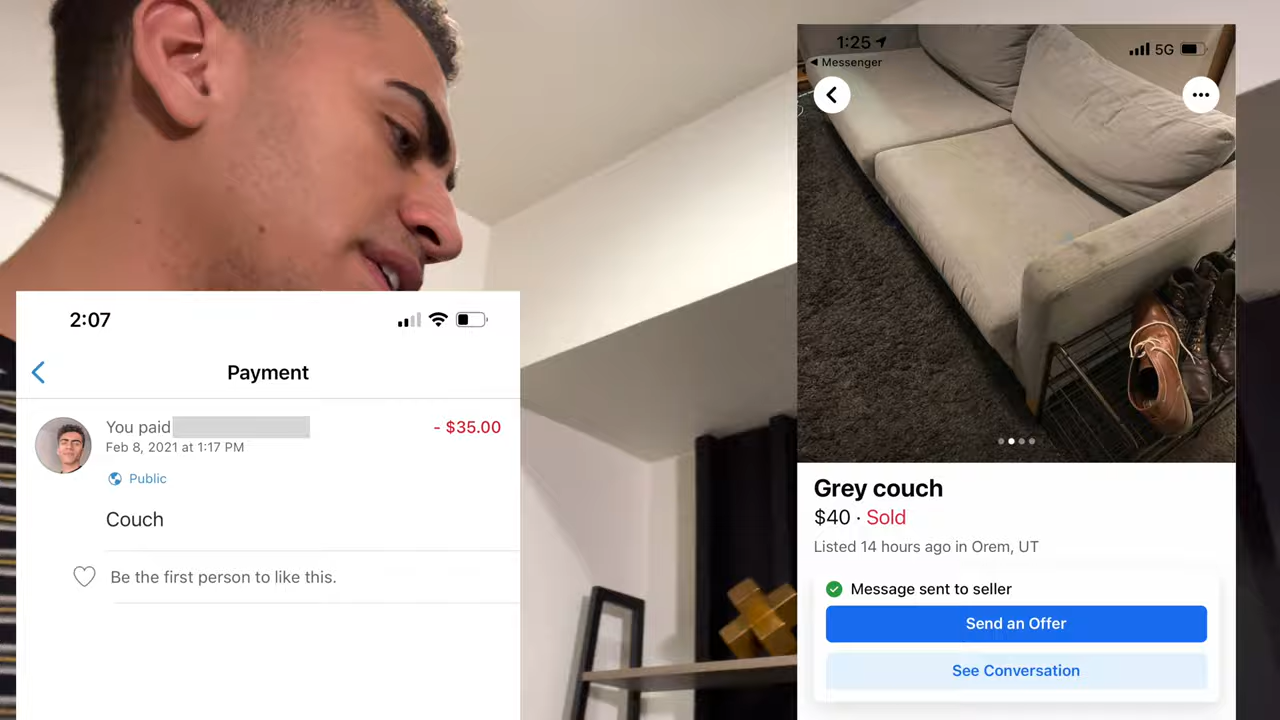 2:07
Payment
You paid
- $35.00
Feb 8, 2021 at 1:17 PM
Public
Couch
Be the first person to like this.
1:25
5G
Messenger
Grey couch
$40 · Sold
Listed 14 hours ago in Orem, UT
Message sent to seller
Send an Offer
See Conversation